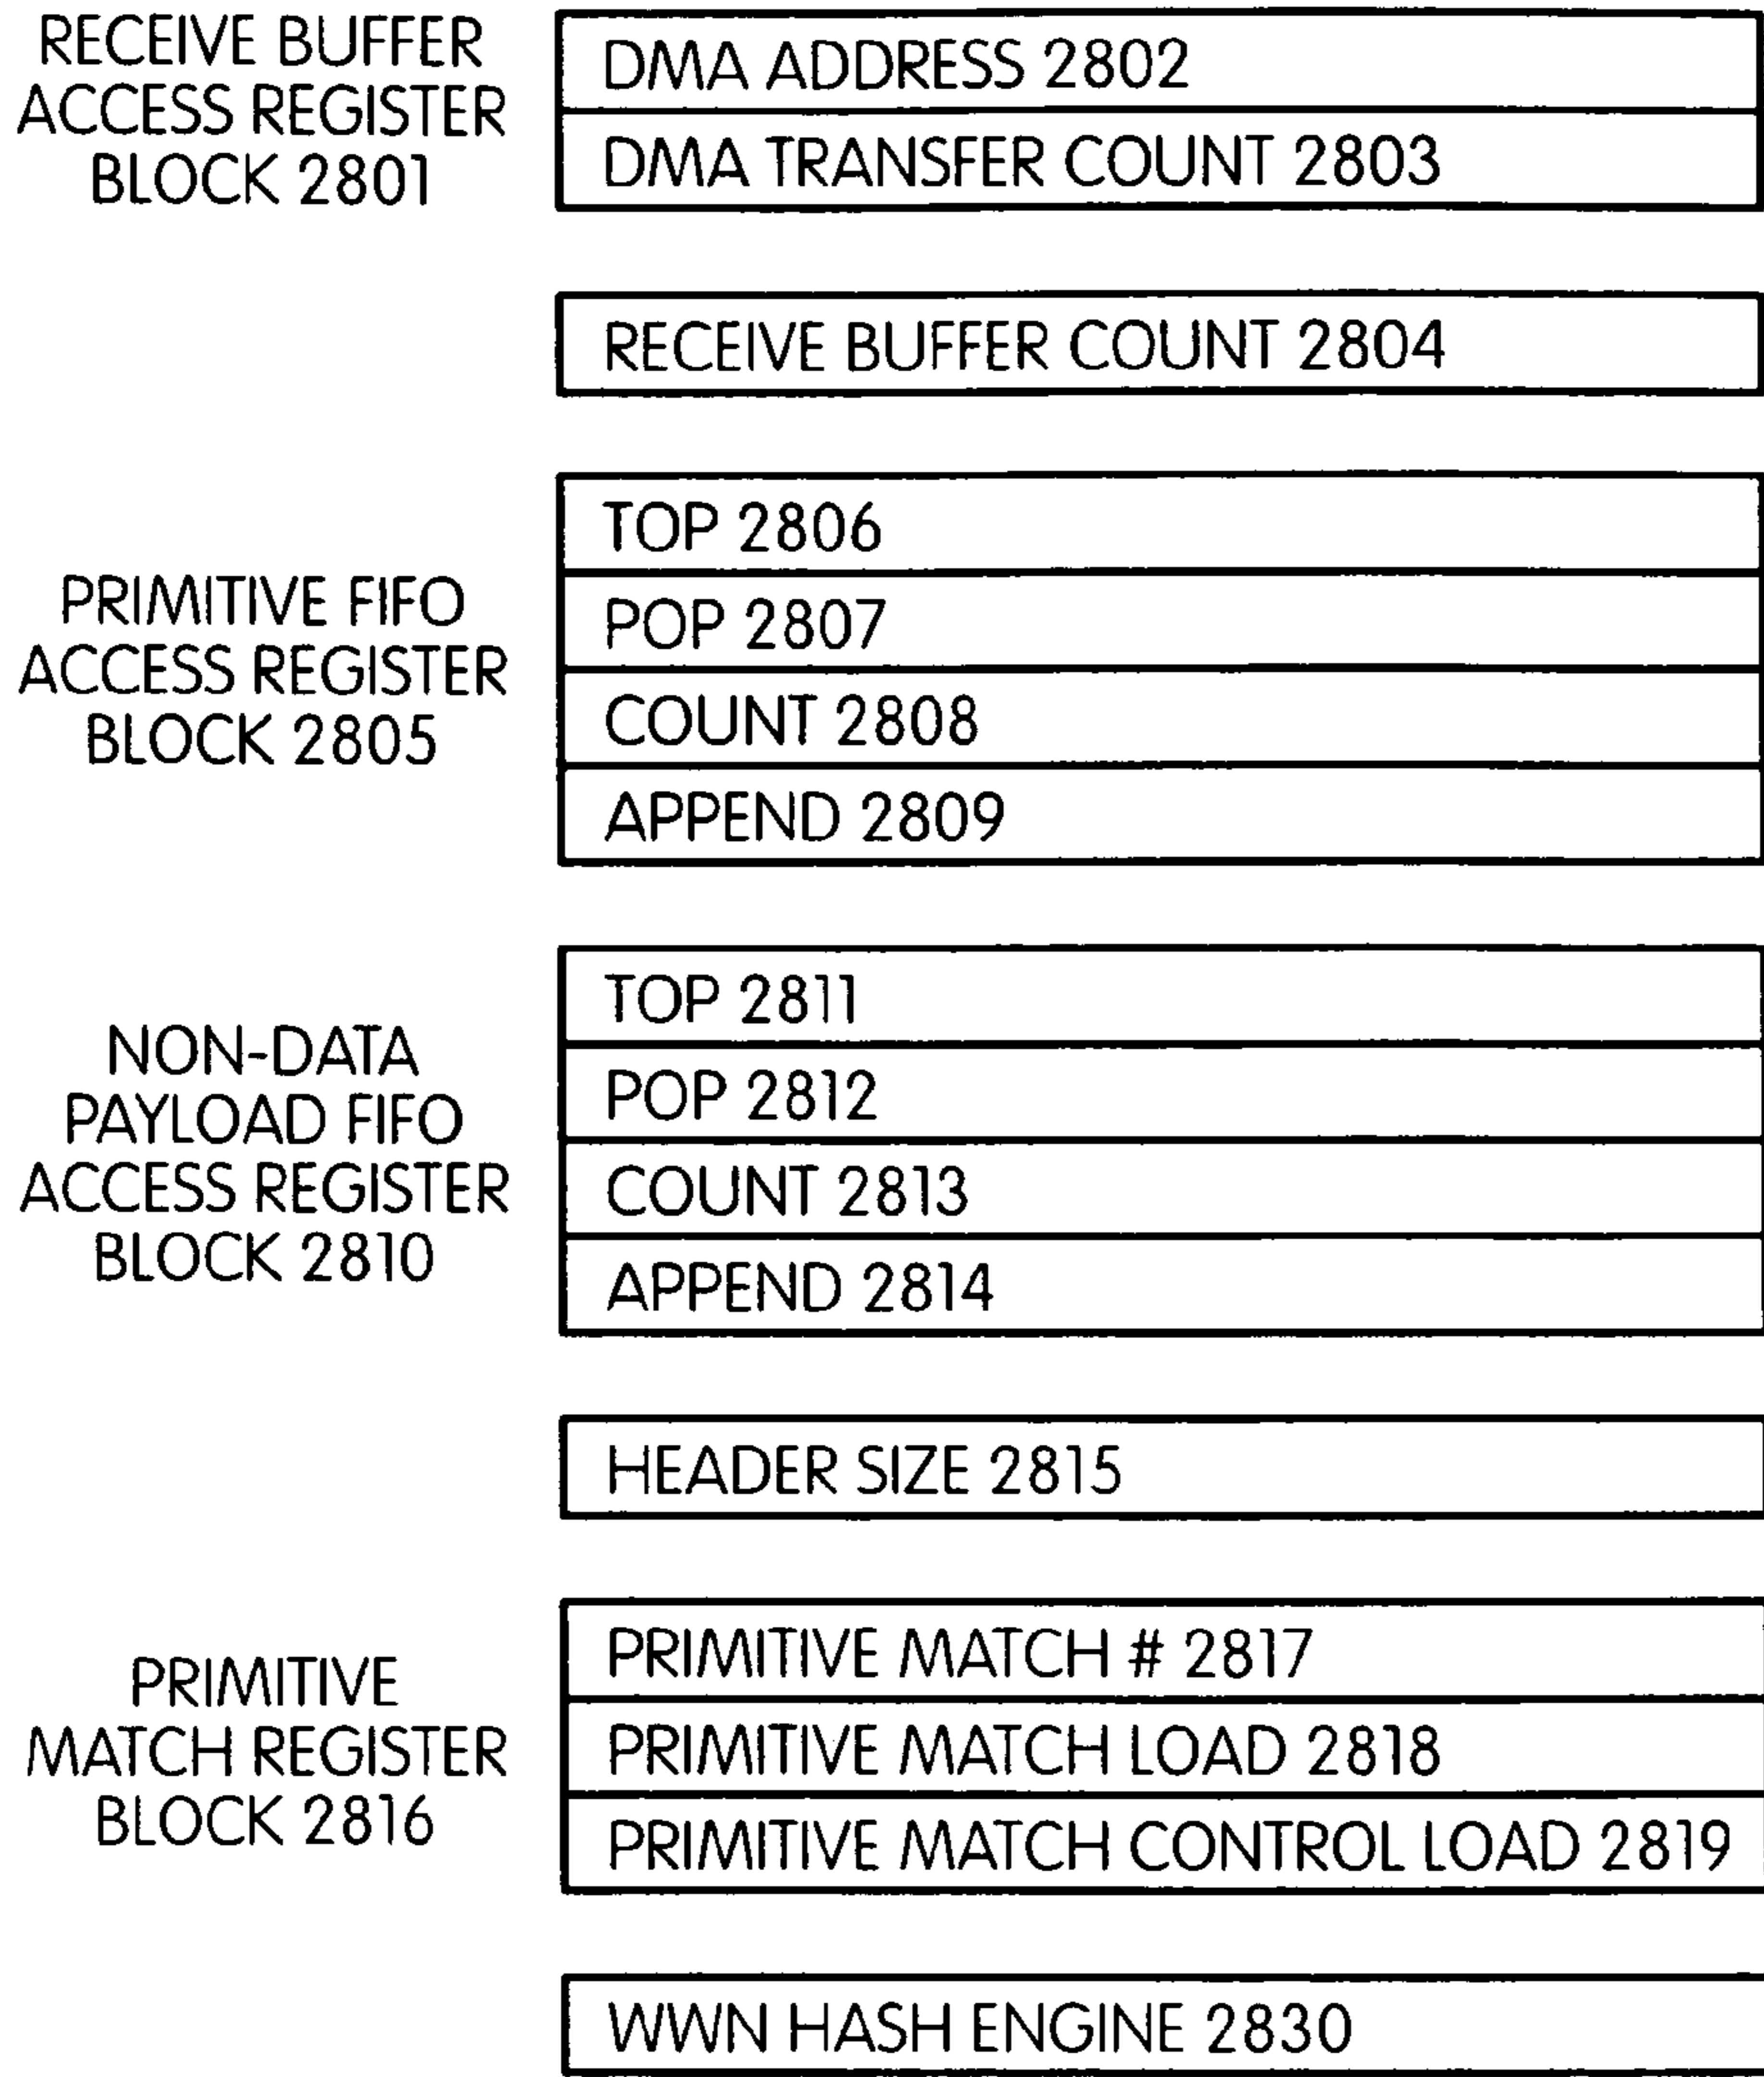 RECEIVE BUFFER
ACCESS REGISTER
BLOCK 2801
DMA ADDRESS 2802
DMA TRANSFER COUNT 2803
RECEIVE BUFFER COUNT 2804
PRIMITIVE FIFO
ACCESS REGISTER
BLOCK 2805
TOP 2806
POP 2807
COUNT 2808
APPEND 2809
NON-DATA
PAYLOAD FIFO
ACCESS REGISTER
BLOCK 2810
TOP 2811
POP 2812
COUNT 2813
APPEND 2814
HEADER SIZE 2815
PRIMITIVE
MATCH REGISTER
BLOCK 2816
PRIMITIVE MATCH # 2817
PRIMITIVE MATCH LOAD 2818
PRIMITIVE MATCH CONTROL LOAD 2819
WWN HASH ENGINE 2830